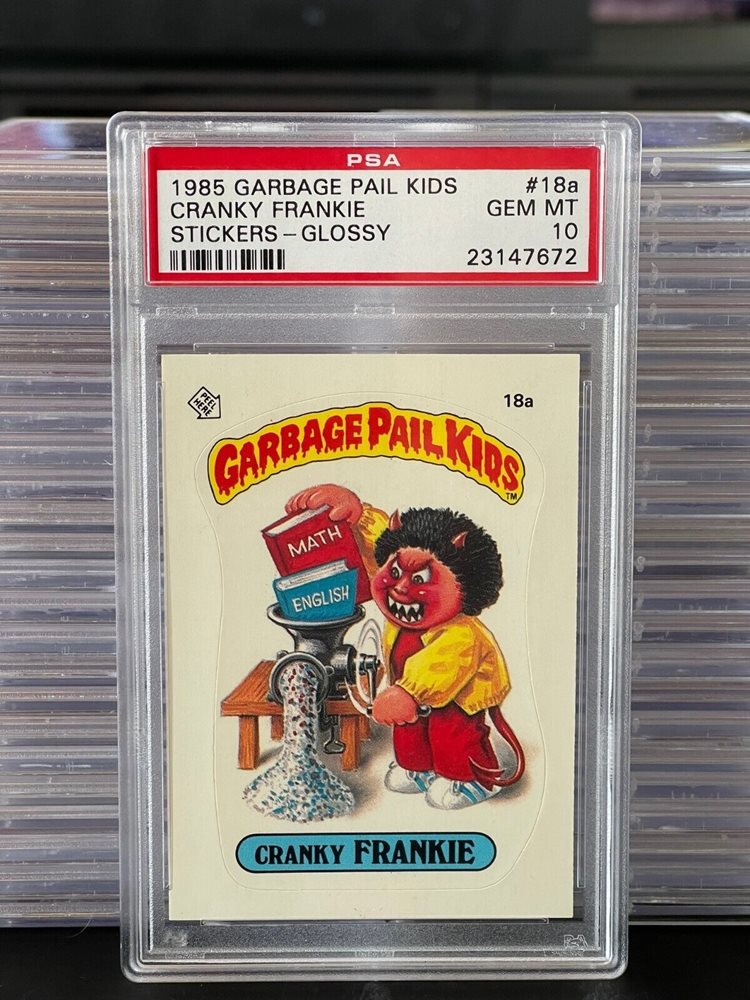 PSA
1985 GARBAGE PAIL KIDS #18a
CRANKY FRANKIE GEM MT
STICKERS-GLOSSY 10
23147672
PEEL
HERE
18a
GARBAGE PAIL KIDS
TM
MATH
ENGLISH
CRANKY FRANKIE
PSA